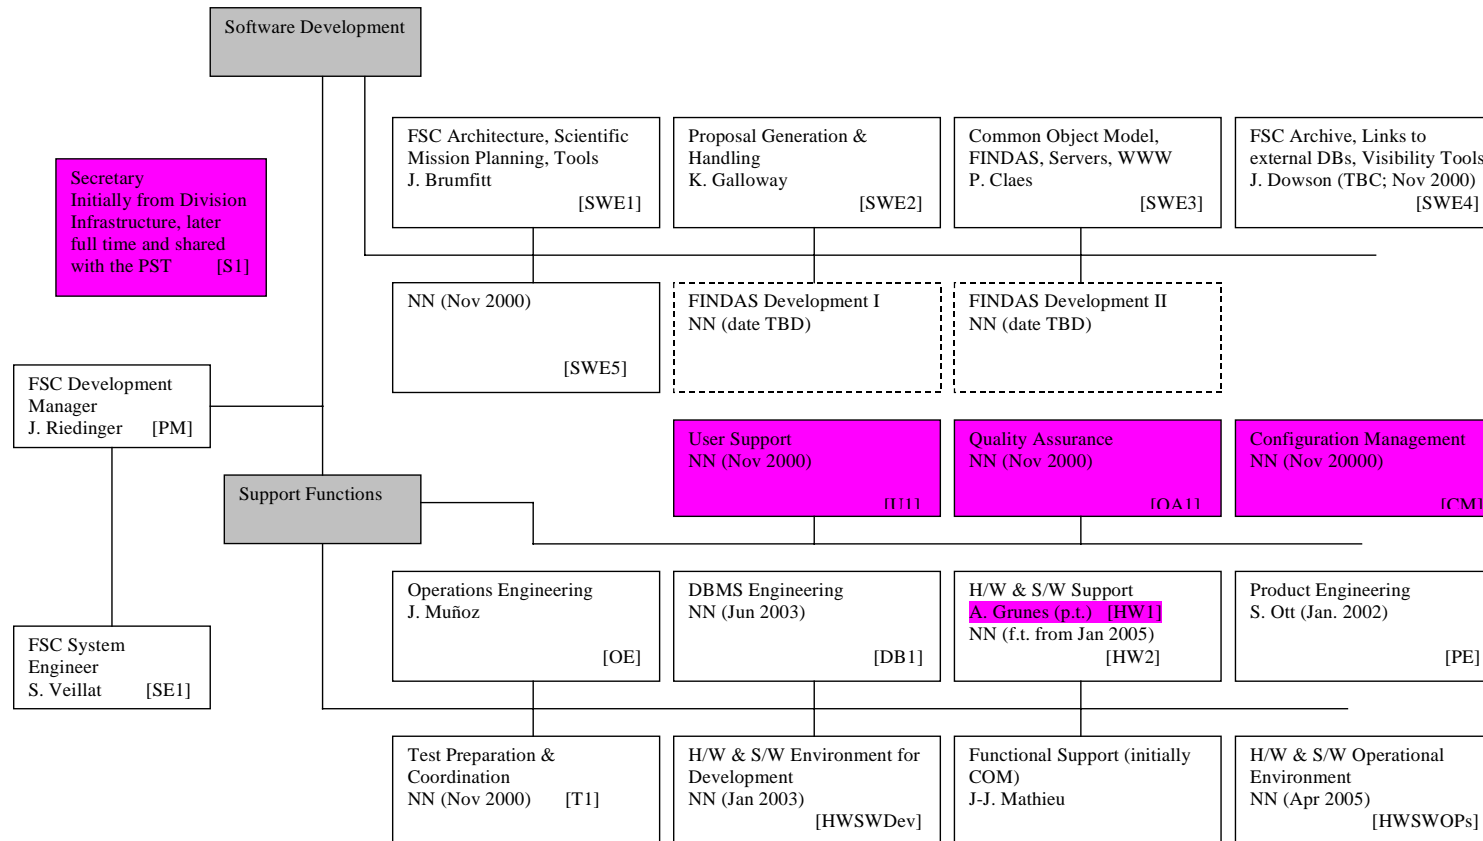 Software Development
FSC Architecture, Scientific
Mission Planning, Tools
J. Brumfitt
[SWE1]
Proposal Generation &
Handling
K. Galloway
[SWE2]
Common Object Model,
FINDAS, Servers, WWW
P. Claes
[SWE3]
FSC Archive, Links to
external DBs, Visibility Tools
J. Dowson (TBC; Nov 2000)
[SWE4]
Secretary
Initially from Division
Infrastructure, later
full time and shared
with the PST [S1]
NN (Nov 2000)
[SWE5]
FINDAS Development I
NN (date TBD)
FINDAS Development II
NN (date TBD)
FSC Development
Manager
J. Riedinger [PM]
User Support
NN (Nov 2000)
[U1]
Quality Assurance
NN (Nov 2000)
[QA1]
Configuration Management
NN (Nov 20000)
[CM]
Support Functions
Operations Engineering
J. Muñoz
[OE]
DBMS Engineering
NN (Jun 2003)
[DB1]
H/W & S/W Support
A. Grunes (p.t.) [HW1]
NN (f.t. from Jan 2005)
[HW2]
Product Engineering
S. Ott (Jan. 2002)
[PE]
FSC System
Engineer
S. Veillat [SE1]
Test Preparation &
Coordination
NN (Nov 2000) [T1]
H/W & S/W Environment for
Development
NN (Jan 2003)
[HWSWDev]
Functional Support (initially
COM)
J-J. Mathieu
H/W & S/W Operational
Environment
NN (Apr 2005)
[HWSWOPs]